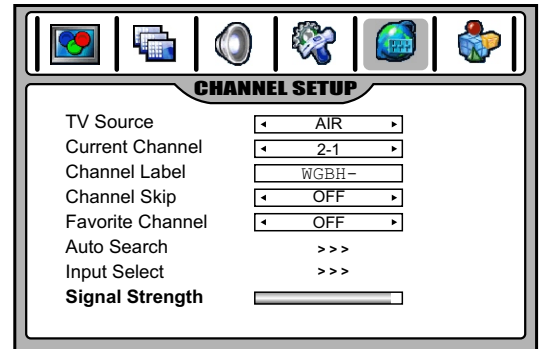 CHANNEL SETUP
TV Source AIR
Current Channel 2-1
Channel Label WGBH-
Channel Skip OFF
Favorite Channel OFF
Auto Search >>>
Input Select >>>
Signal Strength